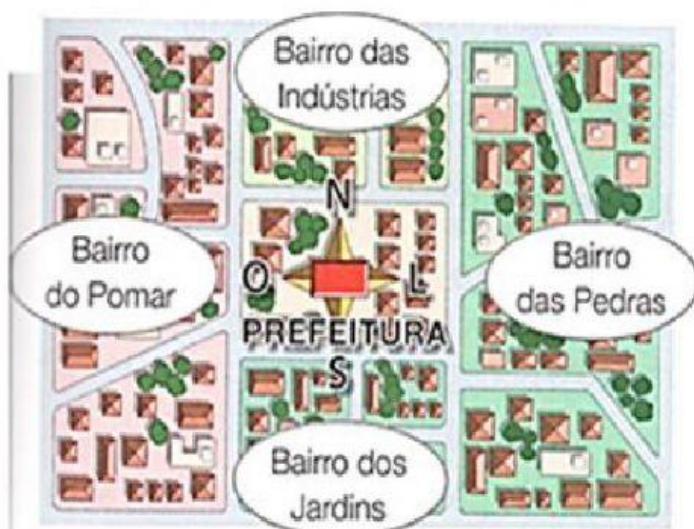 Bairro das
Indústrias
N
Bairro
do Pomar
O
L
Bairro
das Pedras
PREFEITURA
S
Bairro dos
Jardins